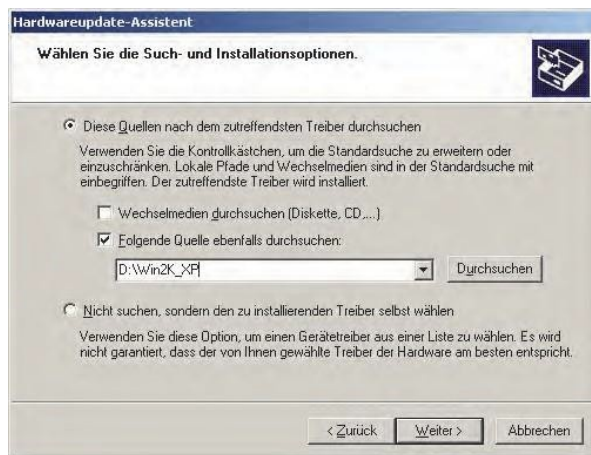 Hardwareupdate-Assistent
Wählen Sie die Such- und Installationsoptionen.
Diese Quellen nach dem zutreffendsten Treiber durchsuchen
Verwenden Sie die Kontrollkästchen, um die Standardsuche zu erweitern oder
einzuschränken. Lokale Pfade und Wechselmedien sind in der Standardsuche mit
einbegriffen. Der zutreffendste Treiber wird installiert.
Wechselmedien durchsuchen (Diskette, CD,...)
Folgende Quelle ebenfalls durchsuchen:
D:\Win2K_XP
Durchsuchen
Nicht suchen, sondern den zu installierenden Treiber selbst wählen
Verwenden Sie diese Option, um einen Gerätetreiber aus einer Liste zu wählen. Es wird
nicht garantiert, dass der von Ihnen gewählte Treiber der Hardware am besten entspricht.
< Zurück Weiter > Abbrechen